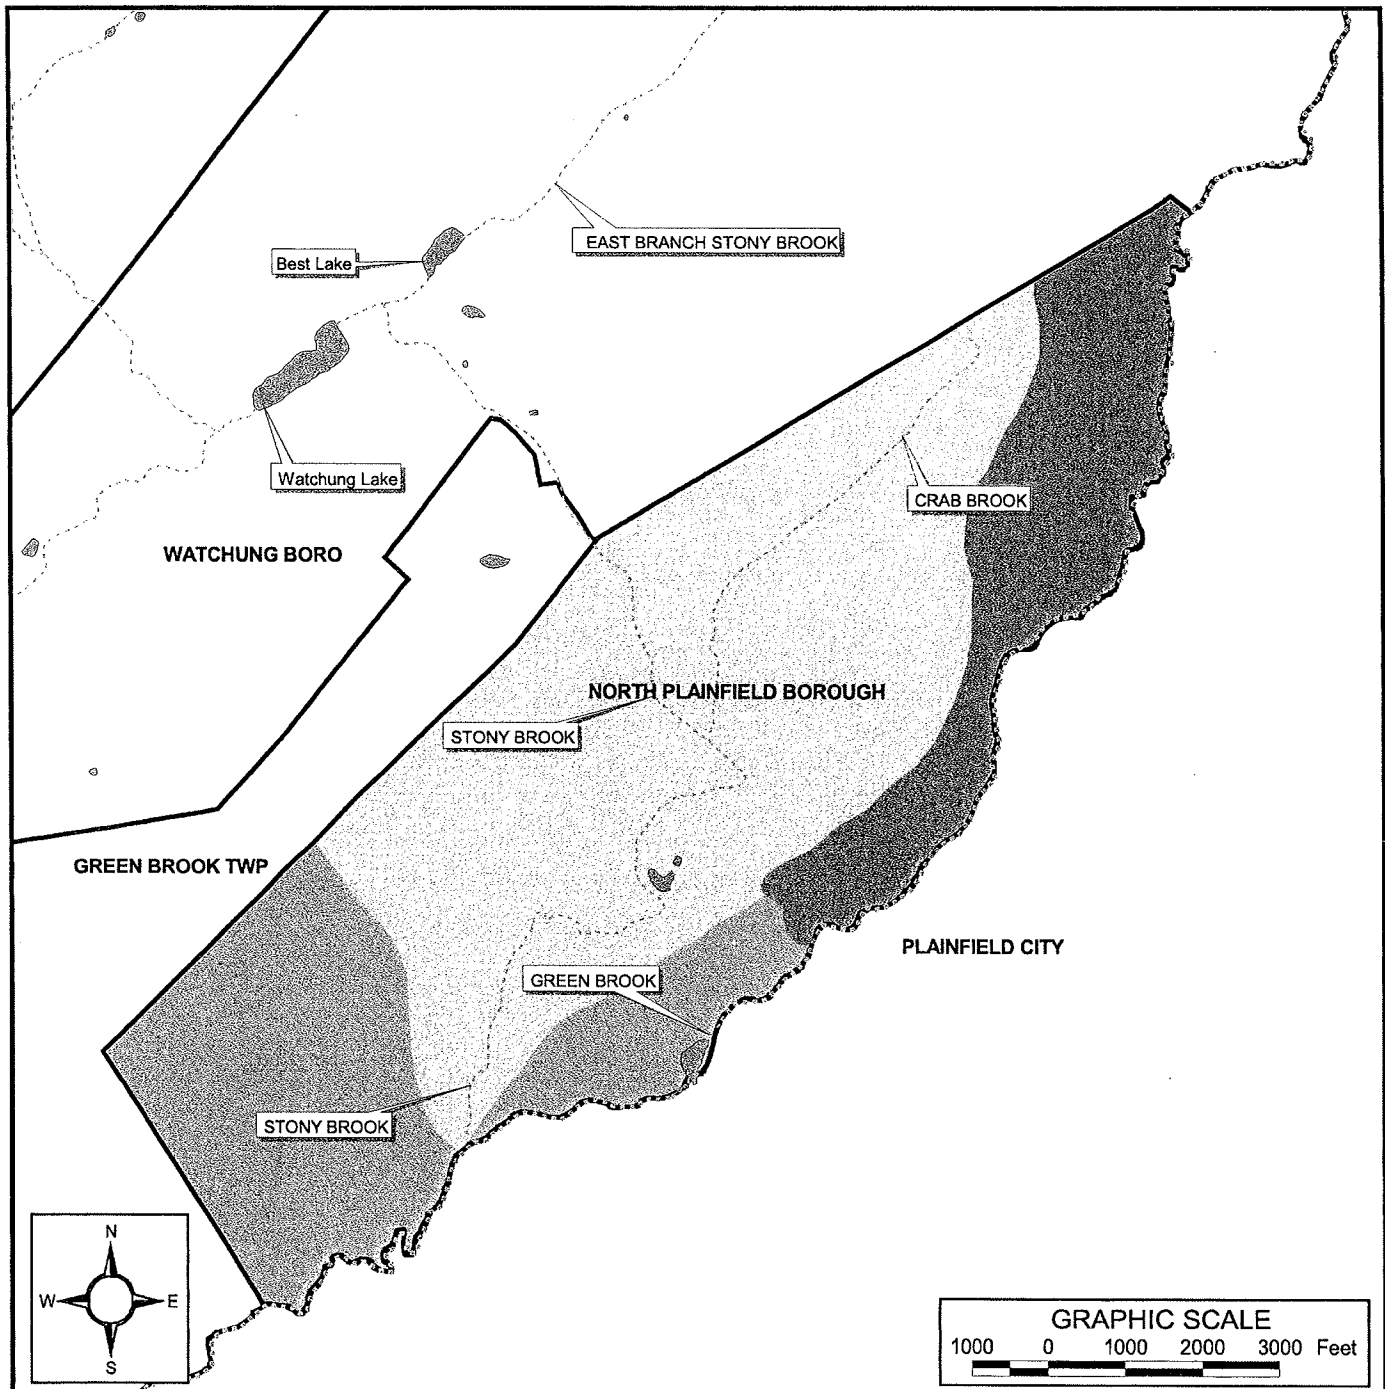 EAST BRANCH STONY BROOK
Best Lake
Watchung Lake
CRAB BROOK
WATCHUNG BORO
NORTH PLAINFIELD BOROUGH
STONY BROOK
GREEN BROOK TWP
PLAINFIELD CITY
GREEN BROOK
STONY BROOK
N
W E
S
GRAPHIC SCALE
1000 0 1000 2000 3000 Feet